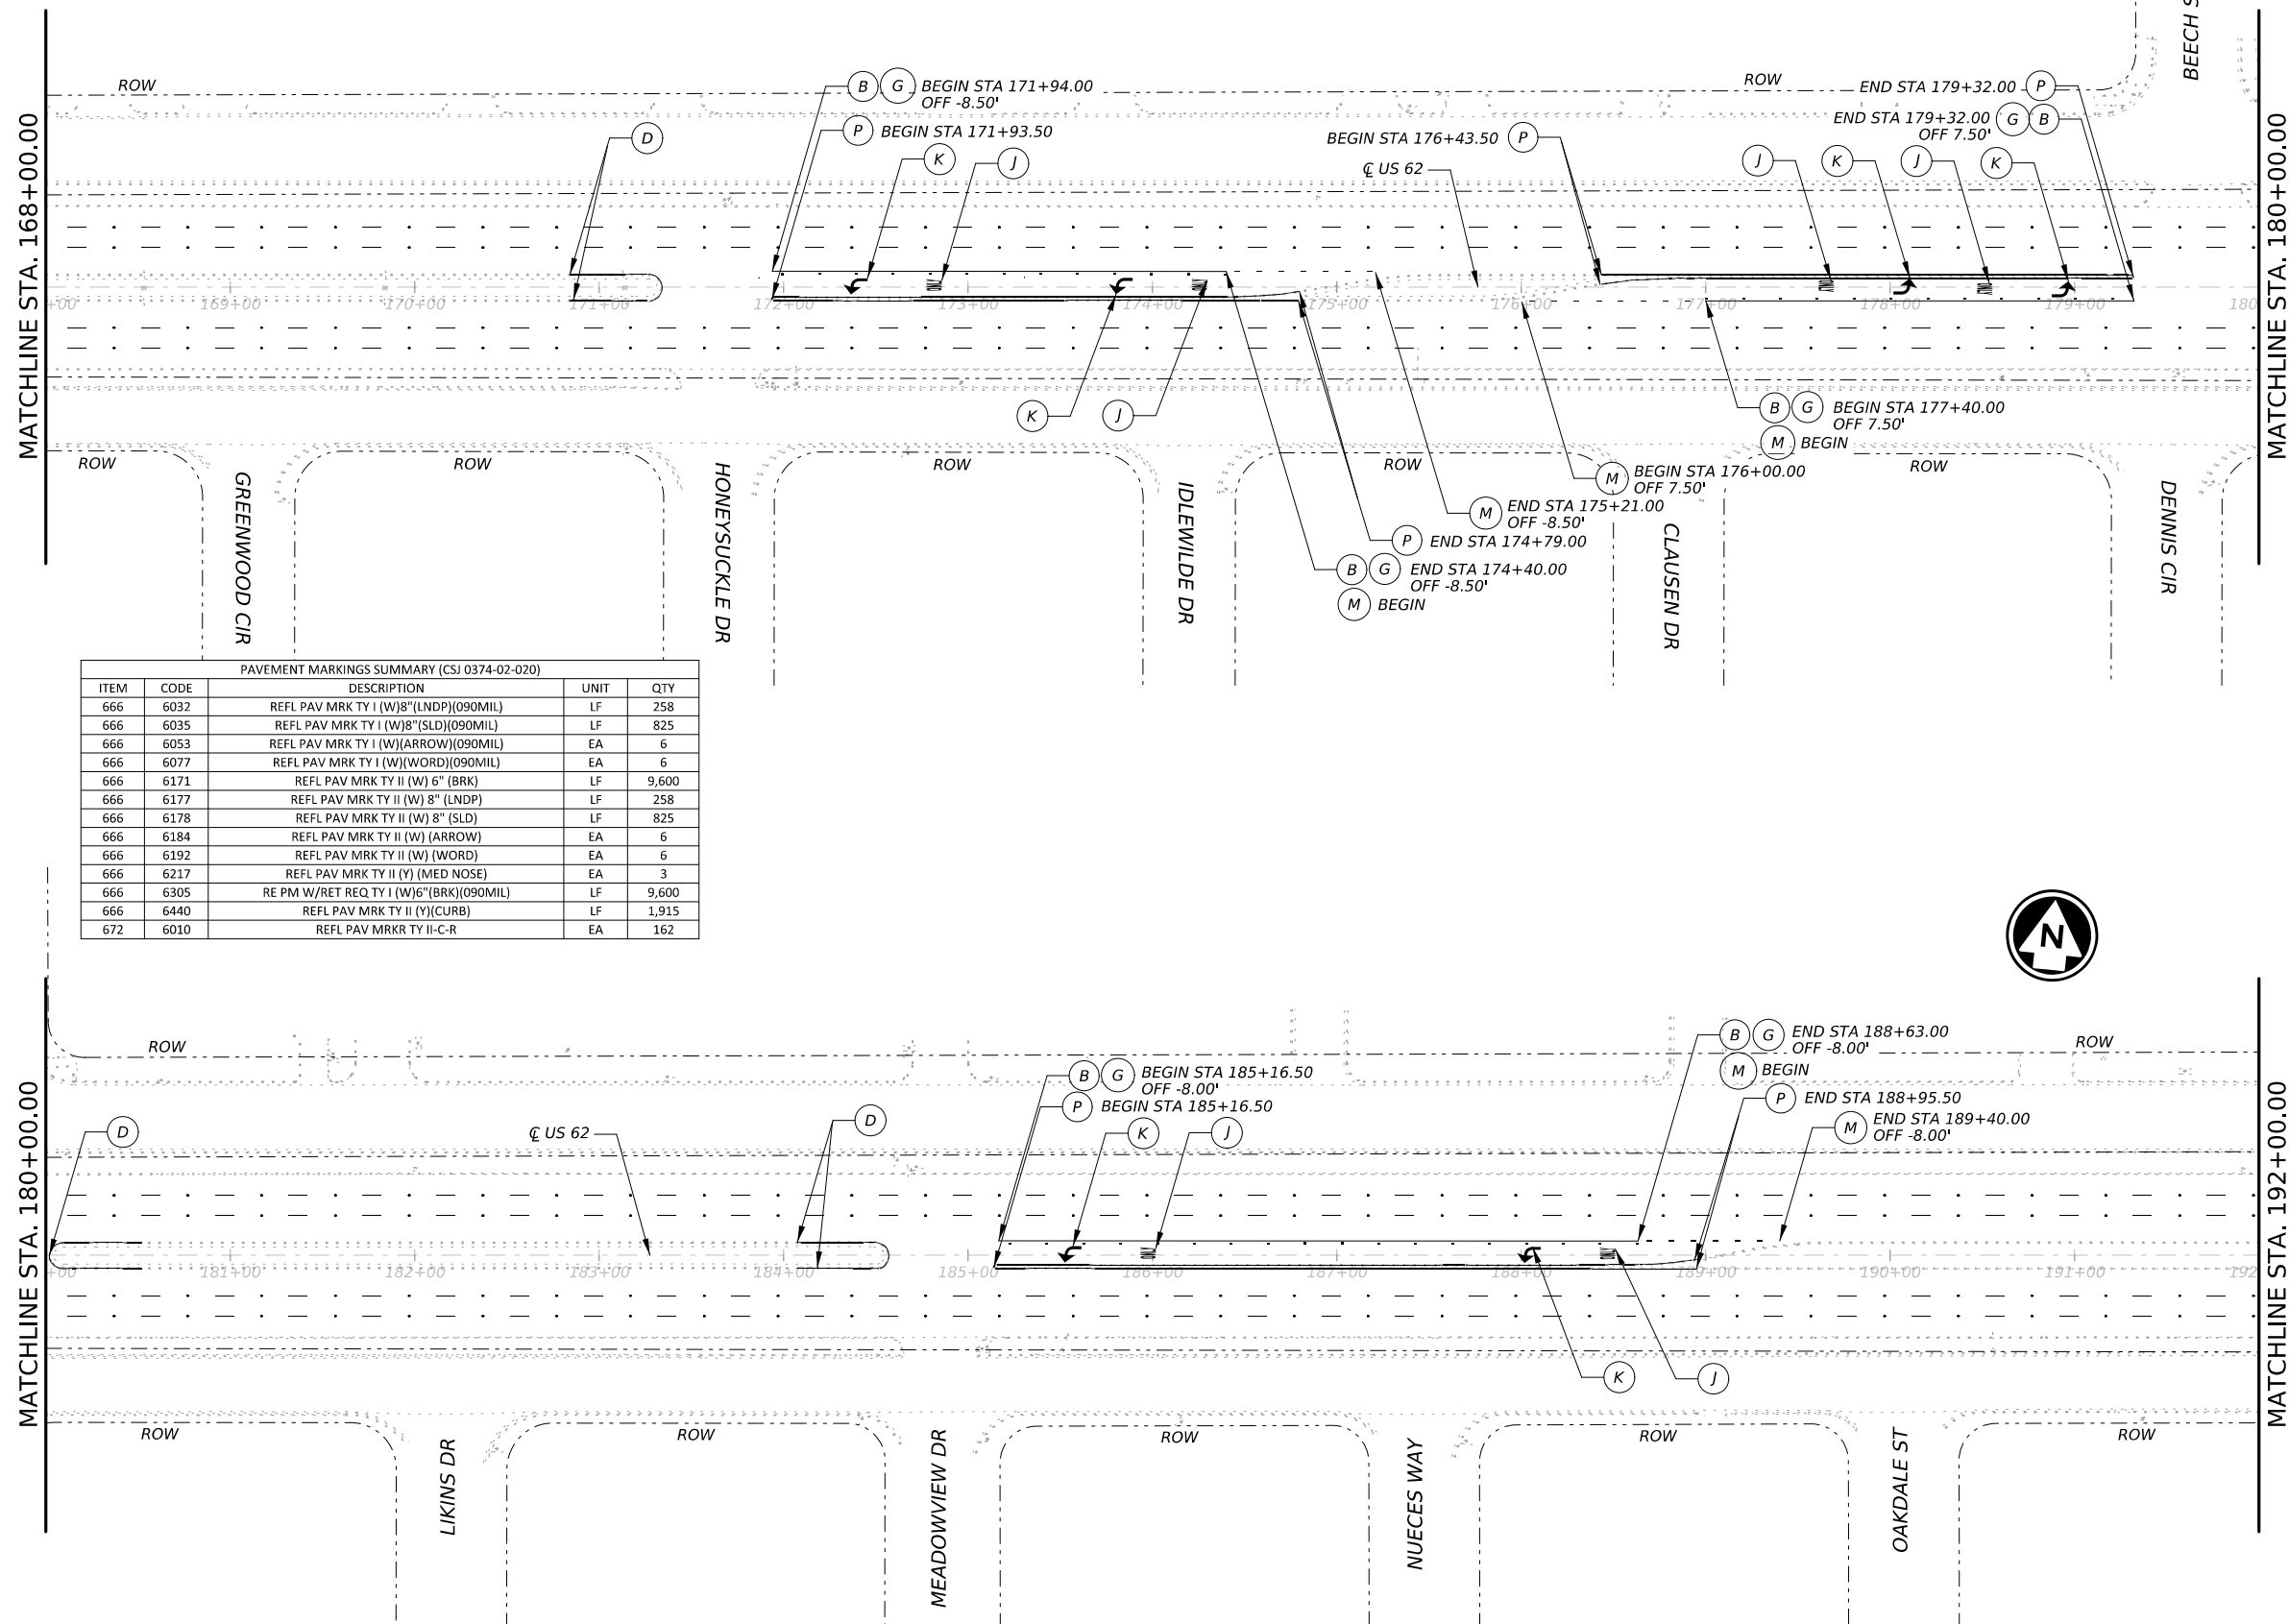 BEECH S
ROW
B G BEGIN STA 171+94.00
OFF -8.50'
P BEGIN STA 171+93.50
D
K
J
ROW
END STA 179+32.00 P
END STA 179+32.00 G B
OFF 7.50'
BEGIN STA 176+43.50 P
℄ US 62
J
K
J
K
MATCHLINE STA. 168+00.00
MATCHLINE STA. 180+00.00
+00
169+00
170+00
171+00
172+00
173+00
174+00
175+00
176+00
177+00
178+00
179+00
180
K
J
B G BEGIN STA 177+40.00
OFF 7.50'
M BEGIN
ROW
ROW
ROW
ROW
ROW
M BEGIN STA 176+00.00
OFF 7.50'
M END STA 175+21.00
OFF -8.50'
P END STA 174+79.00
B G END STA 174+40.00
OFF -8.50'
M BEGIN
GREENWOOD CIR
HONEYSUCKLE DR
IDLEWILDE DR
CLAUSEN DR
DENNIS CIR
PAVEMENT MARKINGS SUMMARY (CSJ 0374-02-020)
ITEM CODE DESCRIPTION UNIT QTY
666 6032 REFL PAV MRK TY I (W)8"(LNDP)(090MIL) LF 258
666 6035 REFL PAV MRK TY I (W)8"(SLD)(090MIL) LF 825
666 6053 REFL PAV MRK TY I (W)(ARROW)(090MIL) EA 6
666 6077 REFL PAV MRK TY I (W)(WORD)(090MIL) EA 6
666 6171 REFL PAV MRK TY II (W) 6" (BRK) LF 9,600
666 6177 REFL PAV MRK TY II (W) 8" (LNDP) LF 258
666 6178 REFL PAV MRK TY II (W) 8" (SLD) LF 825
666 6184 REFL PAV MRK TY II (W) (ARROW) EA 6
666 6192 REFL PAV MRK TY II (W) (WORD) EA 6
666 6217 REFL PAV MRK TY II (Y) (MED NOSE) EA 3
666 6305 RE PM W/RET REQ TY I (W)6"(BRK)(090MIL) LF 9,600
666 6440 REFL PAV MRK TY II (Y)(CURB) LF 1,915
672 6010 REFL PAV MRKR TY II-C-R EA 162
N
ROW
B G BEGIN STA 185+16.50
OFF -8.00'
P BEGIN STA 185+16.50
K
J
B G END STA 188+63.00
OFF -8.00'
M BEGIN
P END STA 188+95.50
M END STA 189+40.00
OFF -8.00'
ROW
D
℄ US 62
D
MATCHLINE STA. 180+00.00
MATCHLINE STA. 192+00.00
+00
181+00
182+00
183+00
184+00
185+00
186+00
187+00
188+00
189+00
190+00
191+00
192
K
J
ROW
ROW
ROW
ROW
ROW
LIKINS DR
MEADOWVIEW DR
NUECES WAY
OAKDALE ST